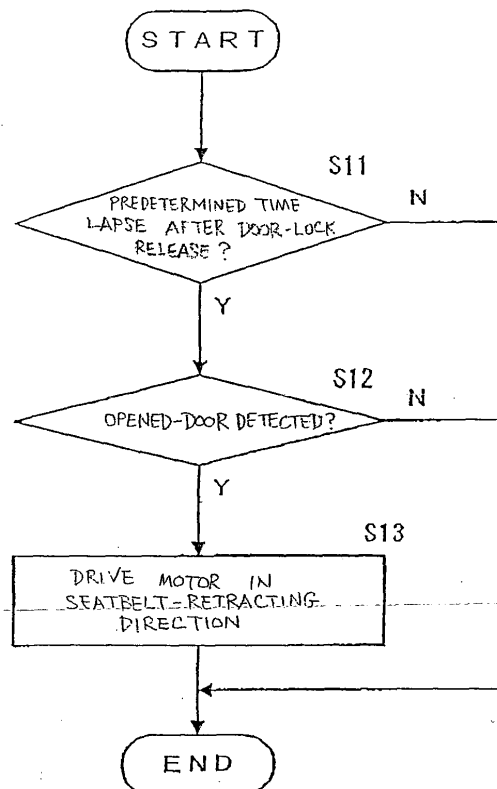 START
S11
PREDETERMINED TIME
LAPSE AFTER DOOR-LOCK
RELEASE?
N
Y
S12
OPENED-DOOR DETECTED?
N
Y
S13
DRIVE MOTOR IN
SEATBELT-RETRACTING
DIRECTION
END